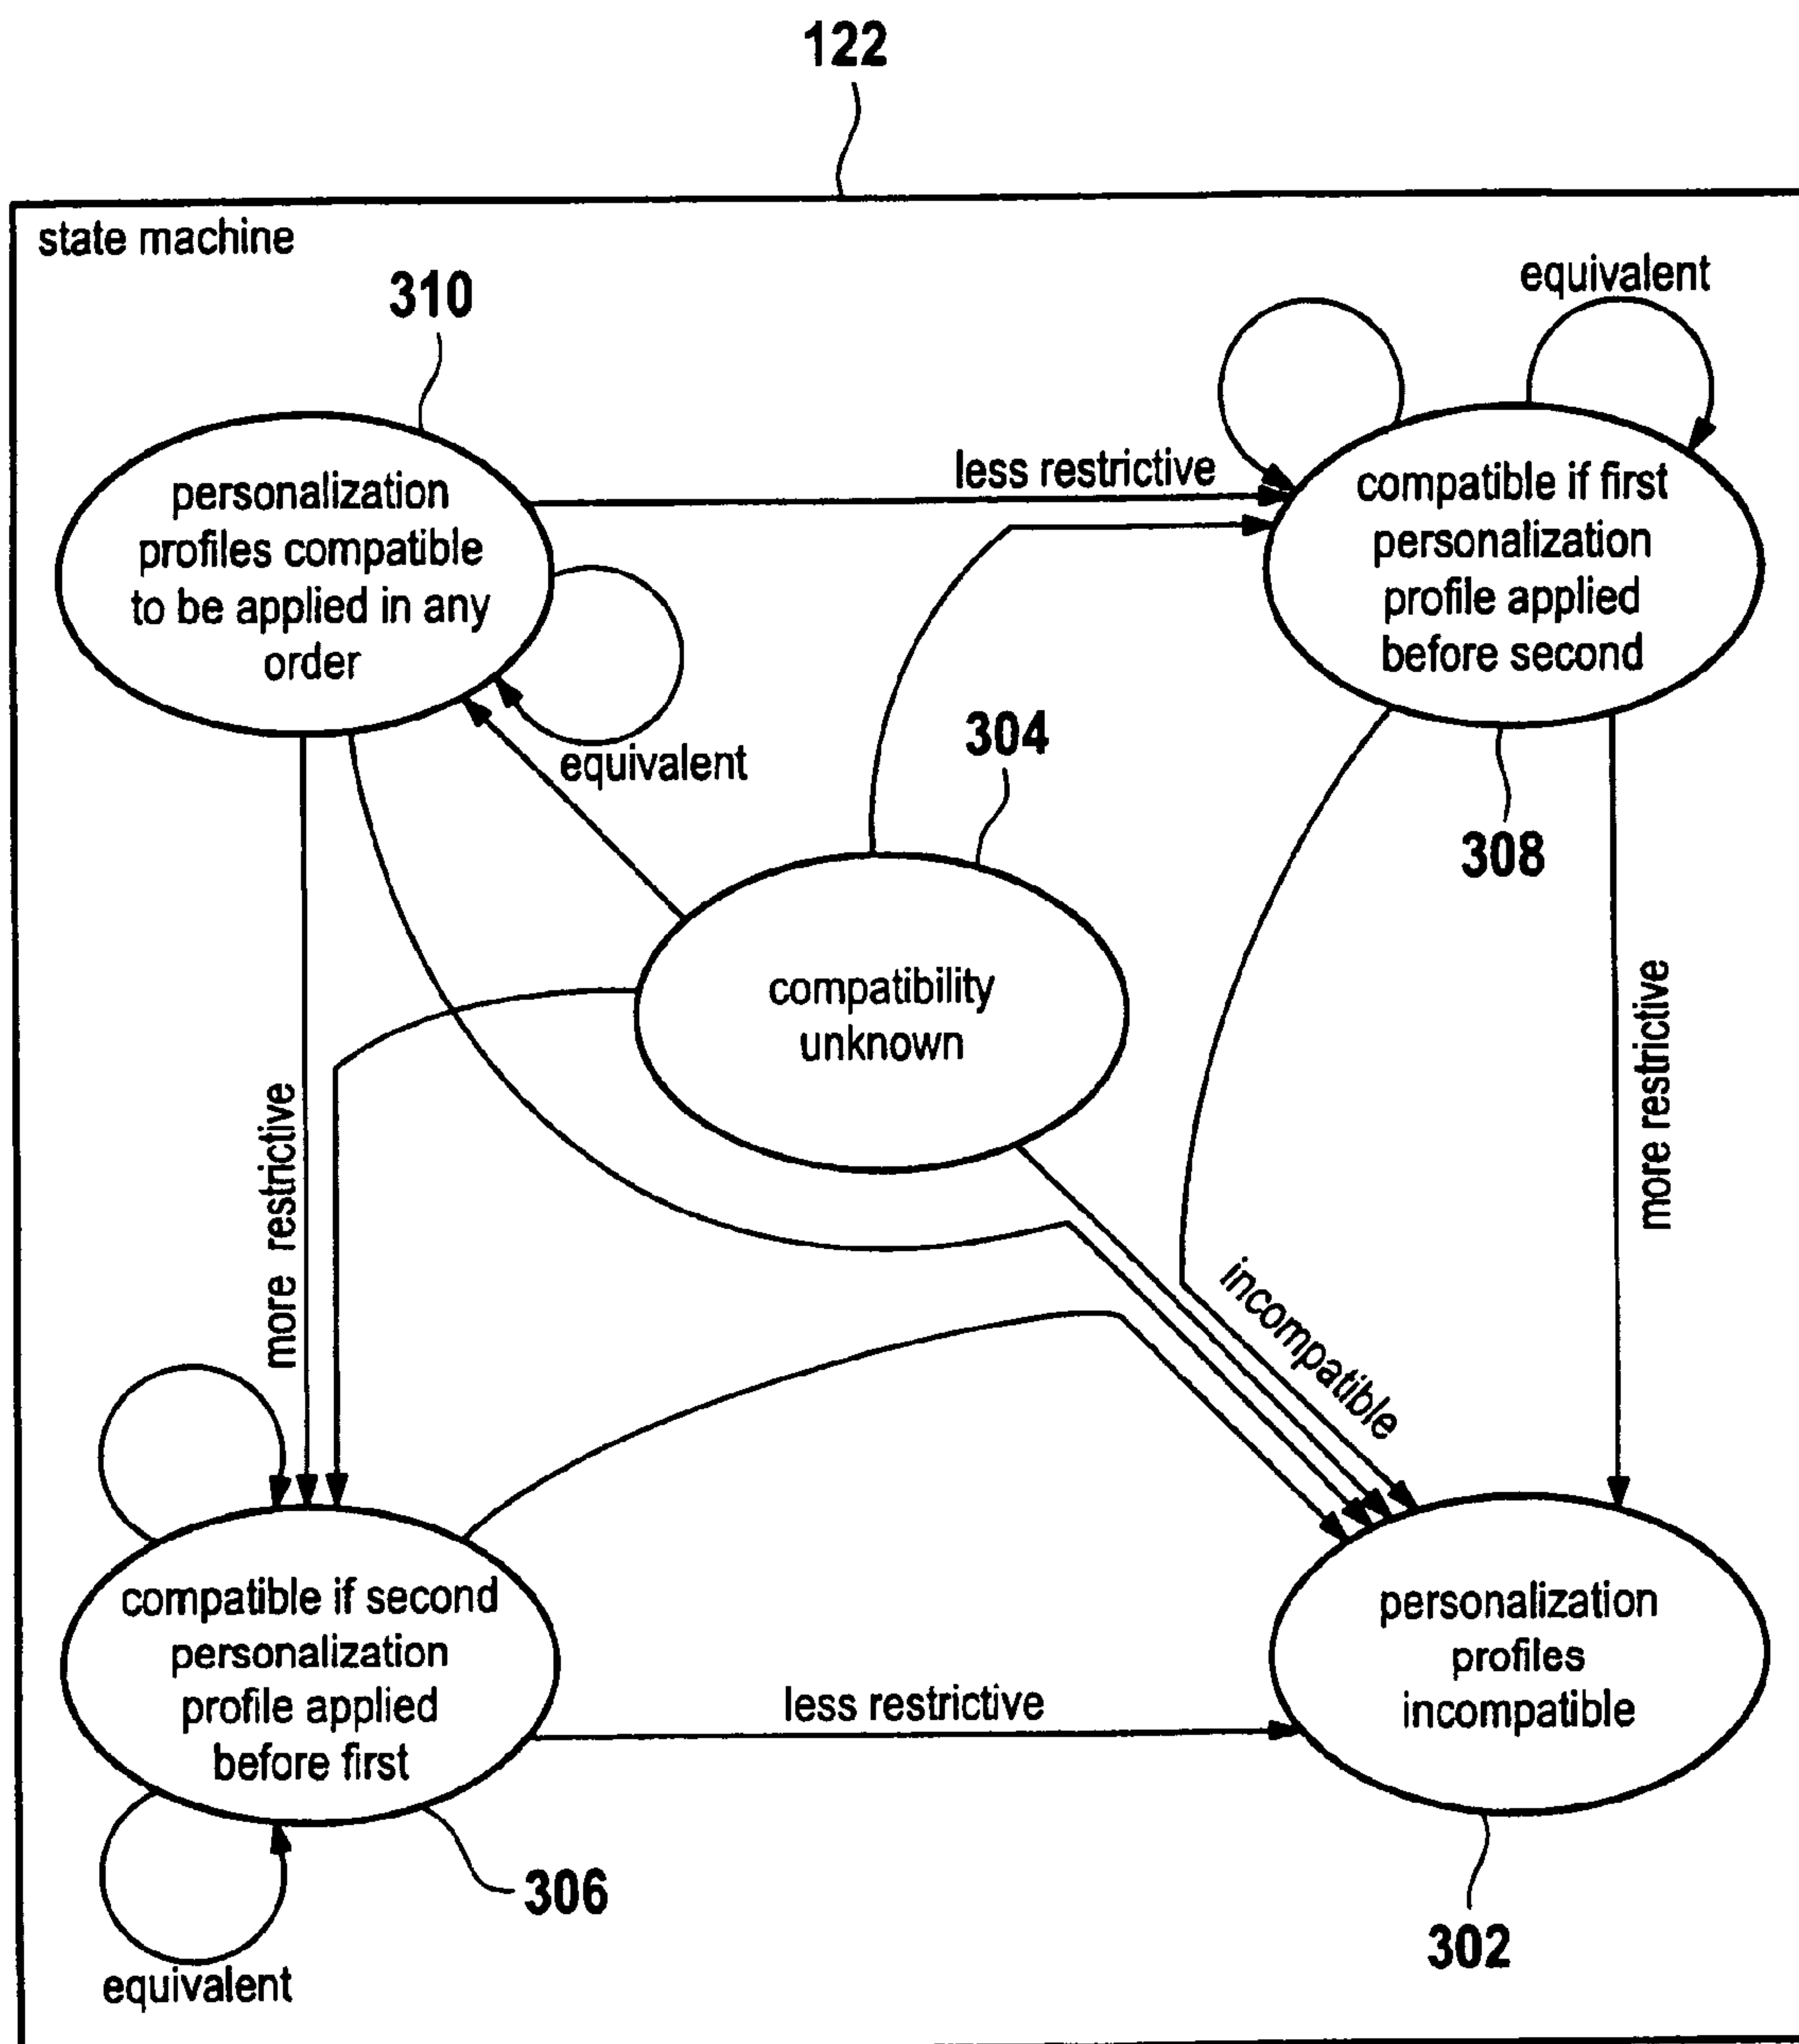 122
state machine
310
equivalent
personalization
profiles compatible
to be applied in any
order
less restrictive
compatible if first
personalization
profile applied
before second
equivalent
304
308
compatibility
unknown
more restrictive
more restrictive
incompatible
compatible if second
personalization
profile applied
before first
less restrictive
personalization
profiles
incompatible
306
302
equivalent